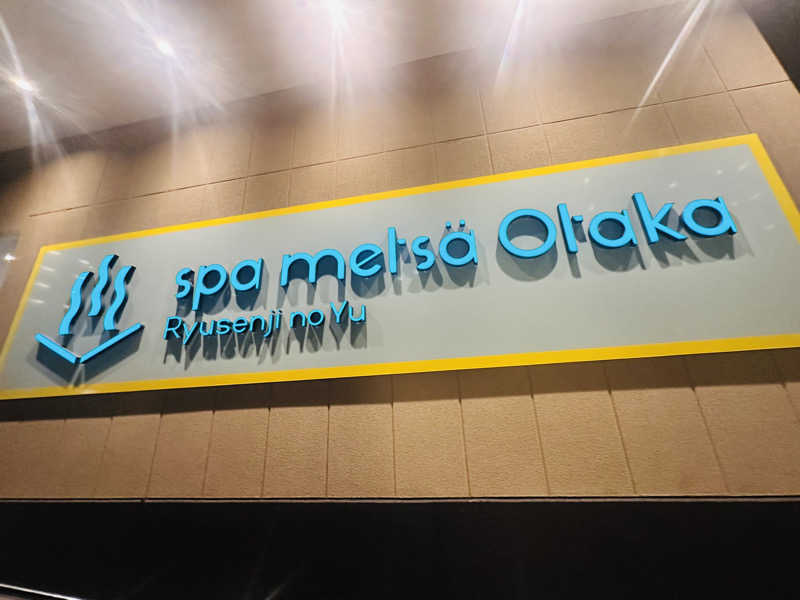 spa metsä Otaka
Ryusenji no Yu